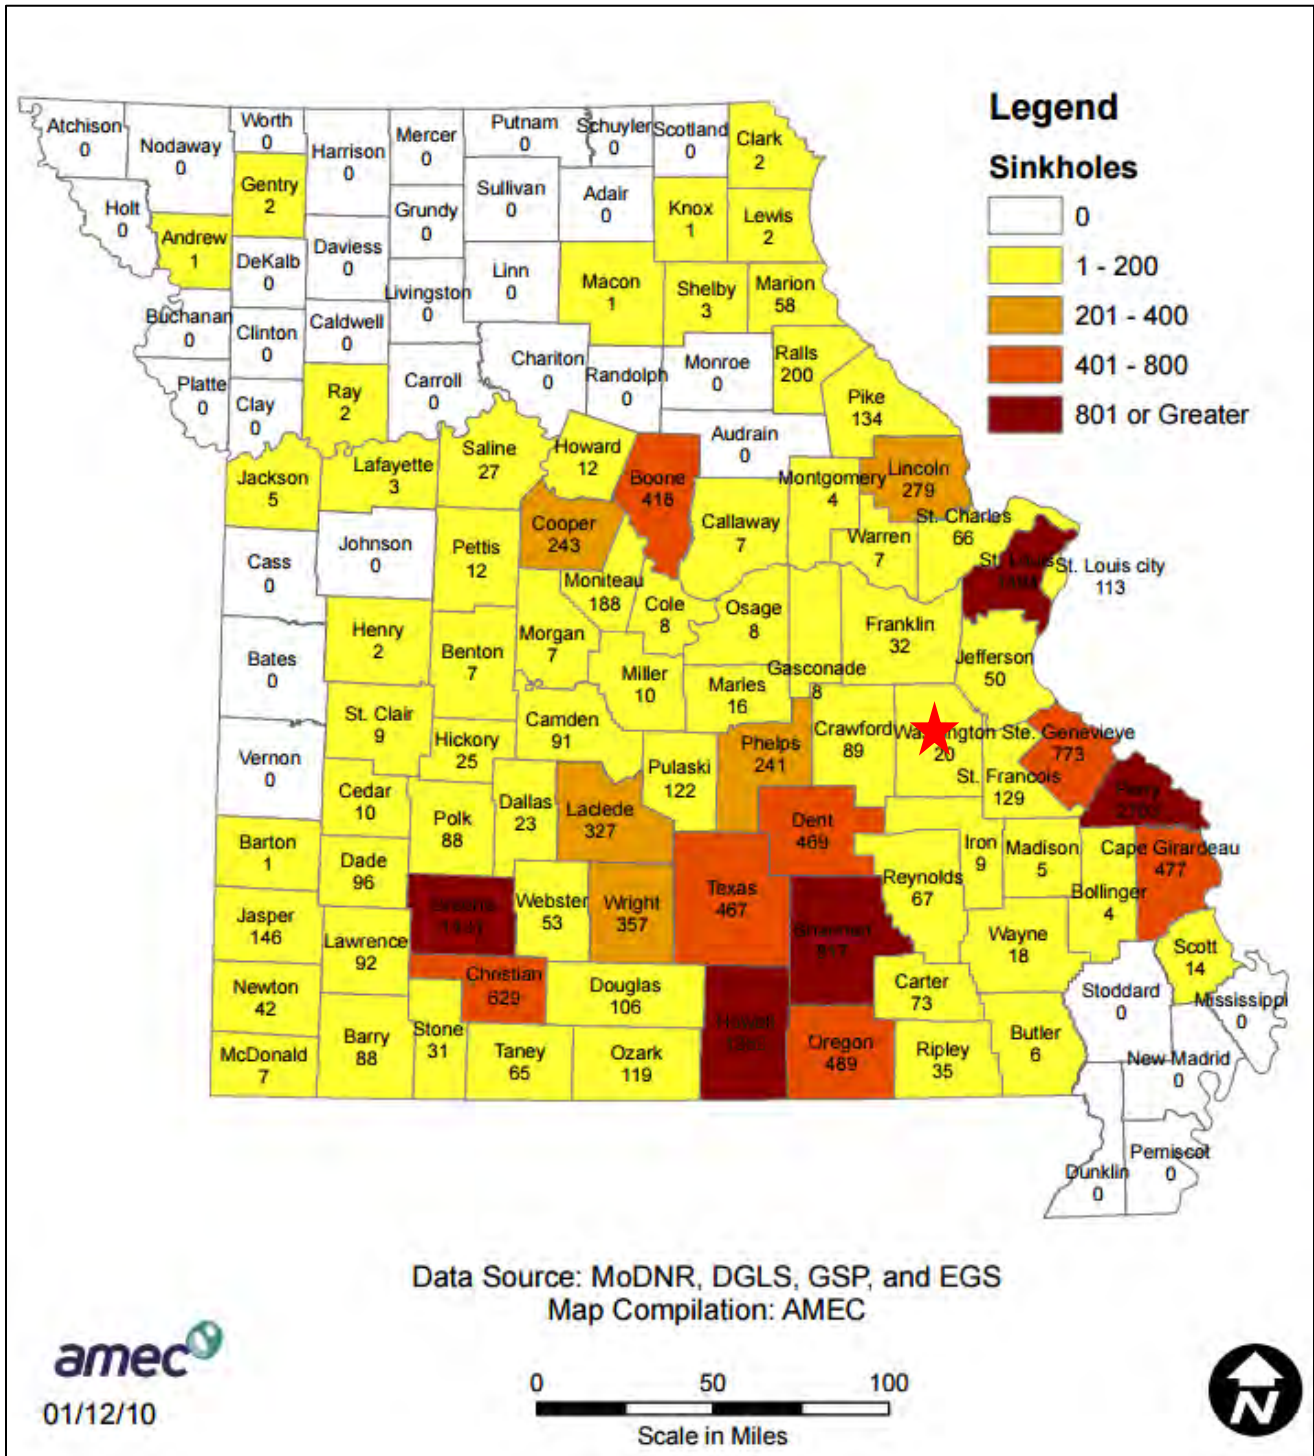 Legend
Sinkholes
0
1 - 200
201 - 400
401 - 800
801 or Greater
Atchison
0
Nodaway
0
Worth
0
Harrison
0
Mercer
0
Putnam
0
Schuyler
0
Scotland
0
Clark
2
Holt
0
Gentry
2
Andrew
1
DeKalb
0
Daviess
0
Grundy
0
Sullivan
0
Adair
0
Knox
1
Lewis
2
Livingston
0
Linn
0
Macon
1
Shelby
3
Marion
58
Buchanan
0
Clinton
0
Caldwell
0
Platte
0
Clay
0
Ray
2
Carroll
0
Chariton
0
Randolph
0
Monroe
0
Ralls
200
Pike
134
Audrain
0
Jackson
5
Lafayette
3
Saline
27
Howard
12
Boone
418
Callaway
7
Montgomery
4
Lincoln
279
Warren
7
St. Charles
66
St. Louis
St. Louis city
113
Cass
0
Johnson
0
Pettis
12
Cooper
243
Moniteau
188
Cole
8
Osage
8
Gasconade
8
Franklin
32
Jefferson
50
Bates
0
Henry
2
Benton
7
Morgan
7
Miller
10
Maries
16
Vernon
0
St. Clair
9
Hickory
25
Camden
91
Pulaski
122
Phelps
241
Crawford
89
Washington
20
Ste. Genevieve
773
St. Francois
129
Perry
Cedar
10
Polk
88
Dallas
23
Laclede
327
Dent
469
Iron
9
Madison
5
Cape Girardeau
477
Bollinger
4
Barton
1
Dade
96
Greene
Webster
53
Wright
357
Texas
467
Shannon
817
Reynolds
67
Wayne
18
Scott
14
Jasper
146
Lawrence
92
Christian
629
Douglas
106
Howell
Carter
73
Stoddard
0
Mississippi
0
Newton
42
McDonald
7
Barry
88
Stone
31
Taney
65
Ozark
119
Oregon
489
Ripley
35
Butler
6
New Madrid
0
Dunklin
0
Pemiscot
0
Data Source: MoDNR, DGLS, GSP, and EGS
Map Compilation: AMEC
amec
01/12/10
0 50 100
Scale in Miles
N